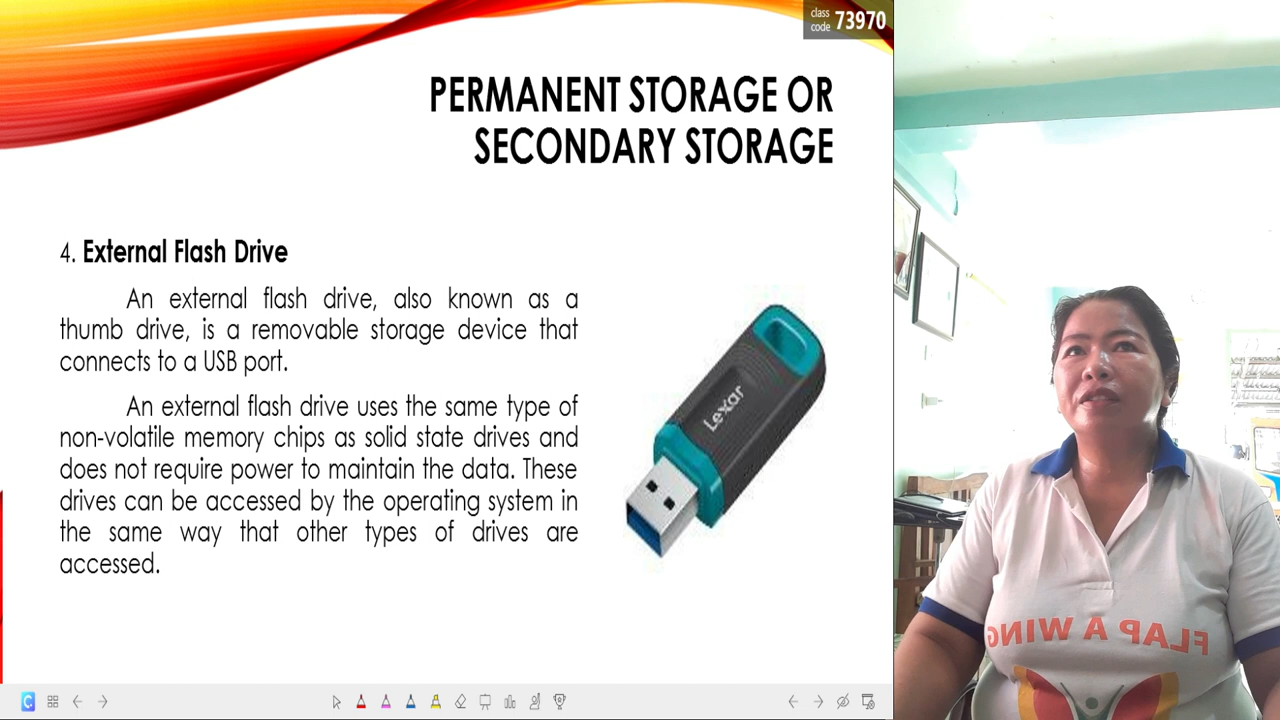 class
code 73970
PERMANENT STORAGE OR
SECONDARY STORAGE
4. External Flash Drive
An external flash drive, also known as a
thumb drive, is a removable storage device that
connects to a USB port.
An external flash drive uses the same type of
non-volatile memory chips as solid state drives and
does not require power to maintain the data. These
drives can be accessed by the operating system in
the same way that other types of drives are
accessed.
Lexar
FLAP A WING